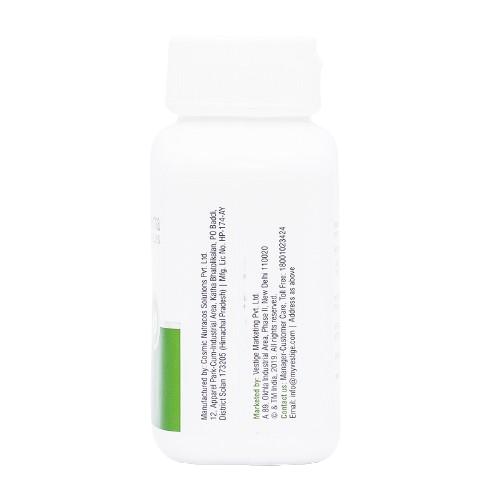 Manufactured by: Cosmic Nutracos Solutions Pvt. Ltd.
12, Apparel Park-Cum-Industrial Area, Katha Bhatolikalan, PO Baddi,
District Solan 173205 (Himachal Pradesh) | Mfg. Lic No. HP-174-AY
Marketed by: Vestige Marketing Pvt. Ltd.
A 89, Okhla Industrial Area, Phase II, New Delhi 110020
© & TM India, 2019. All rights reserved.
Contact us: Manager-Customer Care, Toll Free: 18001023424
Email: info@myvestige.com | Address as above